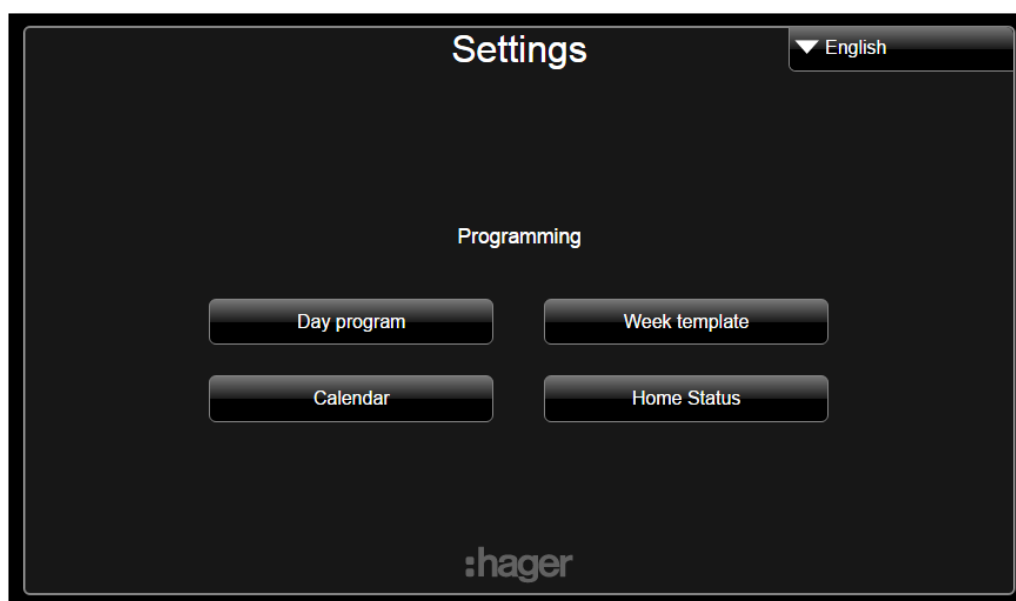 Settings
English
Programming
Day program
Week template
Calendar
Home Status
:hager